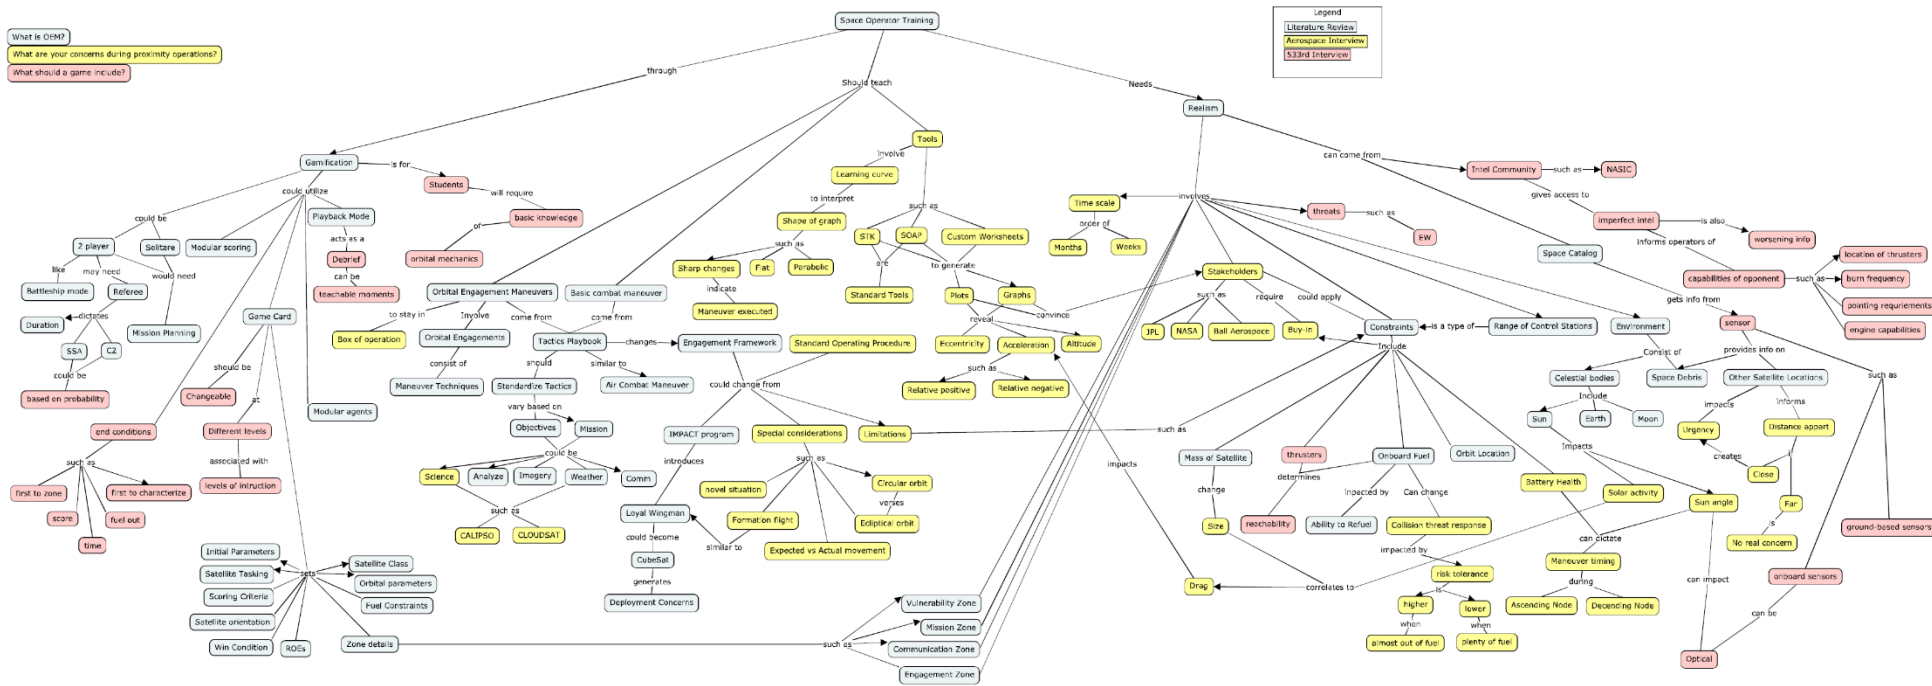 Space Operator Training
Legend
Literature Review
Aerospace Interview
533rd Interview
What is OEM?
What are your concerns during proximity operations?
What should a game include?
through
Should teach
Needs
Realism
Tools
Gamification
is for
Students
will require
basic knowledge
of
orbital mechanics
could utilize
could be
2 player
Solitare
Modular scoring
Playback Mode
acts as a
Debrief
can be
teachable moments
like
may need
would need
Battleship mode
Referee
Mission Planning
Duration
dictates
SSA
C2
could be
based on probability
Game Card
should be
Changeable
at
Different levels
associated with
levels of intruction
Modular agents
end conditions
such as
first to zone
first to characterize
score
fuel out
time
sets
Initial Parameters
Satellite Tasking
Scoring Criteria
Satellite orientation
Win Condition
ROEs
Satellite Class
Orbital parameters
Fuel Constraints
Zone details
such as
Vulnerability Zone
Mission Zone
Communication Zone
Engagement Zone
involve
Learning curve
to interpret
Shape of graph
such as
Sharp changes
Flat
Parabolic
indicate
Maneuver executed
such as
STK
SOAP
Custom Worksheets
are
to generate
Standard Tools
Plots
Graphs
convince
reveal
Eccentricity
Acceleration
Altitude
such as
Relative positive
Relative negative
Orbital Engagement Maneuvers
Basic combat maneuver
to stay in
Involve
come from
come from
Box of operation
Orbital Engagements
Tactics Playbook
changes
Engagement Framework
Standard Operating Procedure
consist of
should
similar to
Maneuver Techniques
Standardize Tactics
Air Combat Maneuver
could change from
vary based on
Objectives
Mission
could be
Science
Analyze
Imagery
Weather
Comm
such as
CALIPSO
CLOUDSAT
IMPACT program
introduces
Loyal Wingman
could become
CubeSat
generates
Deployment Concerns
Special considerations
such as
novel situation
Circular orbit
Formation flight
verses
Ecliptical orbit
similar to
Expected vs Actual movement
Limitations
such as
impacts
Drag
correlates to
can come from
Intel Community
such as
NASIC
gives access to
imperfect intel
is also
worsening info
informs operators of
capabilities of opponent
such as
location of thrusters
burn frequency
pointing requriements
engine capabilities
Space Catalog
gets info from
sensor
provides info on
such as
Other Satellite Locations
impacts
informs
Urgency
Distance appart
creates
Close
Far
is
No real concern
ground-based sensors
onboard sensors
can be
Optical
involves
Time scale
order of
Months
Weeks
threats
such as
EW
Stakeholders
such as
require
could apply
JPL
NASA
Ball Aerospace
Buy-in
Constraints
is a type of
Range of Control Stations
Include
Environment
Consist of
Celestial bodies
Space Debris
Include
Sun
Earth
Moon
Impacts
Solar activity
Sun angle
can impact
Mass of Satellite
change
Size
thrusters
determines
reachability
Onboard Fuel
inpacted by
Can change
Ability to Refuel
Collision threat response
impacted by
risk tolerance
is
higher
lower
when
when
almost out of fuel
plenty of fuel
Orbit Location
Battery Health
can dictate
Maneuver timing
during
Ascending Node
Decending Node